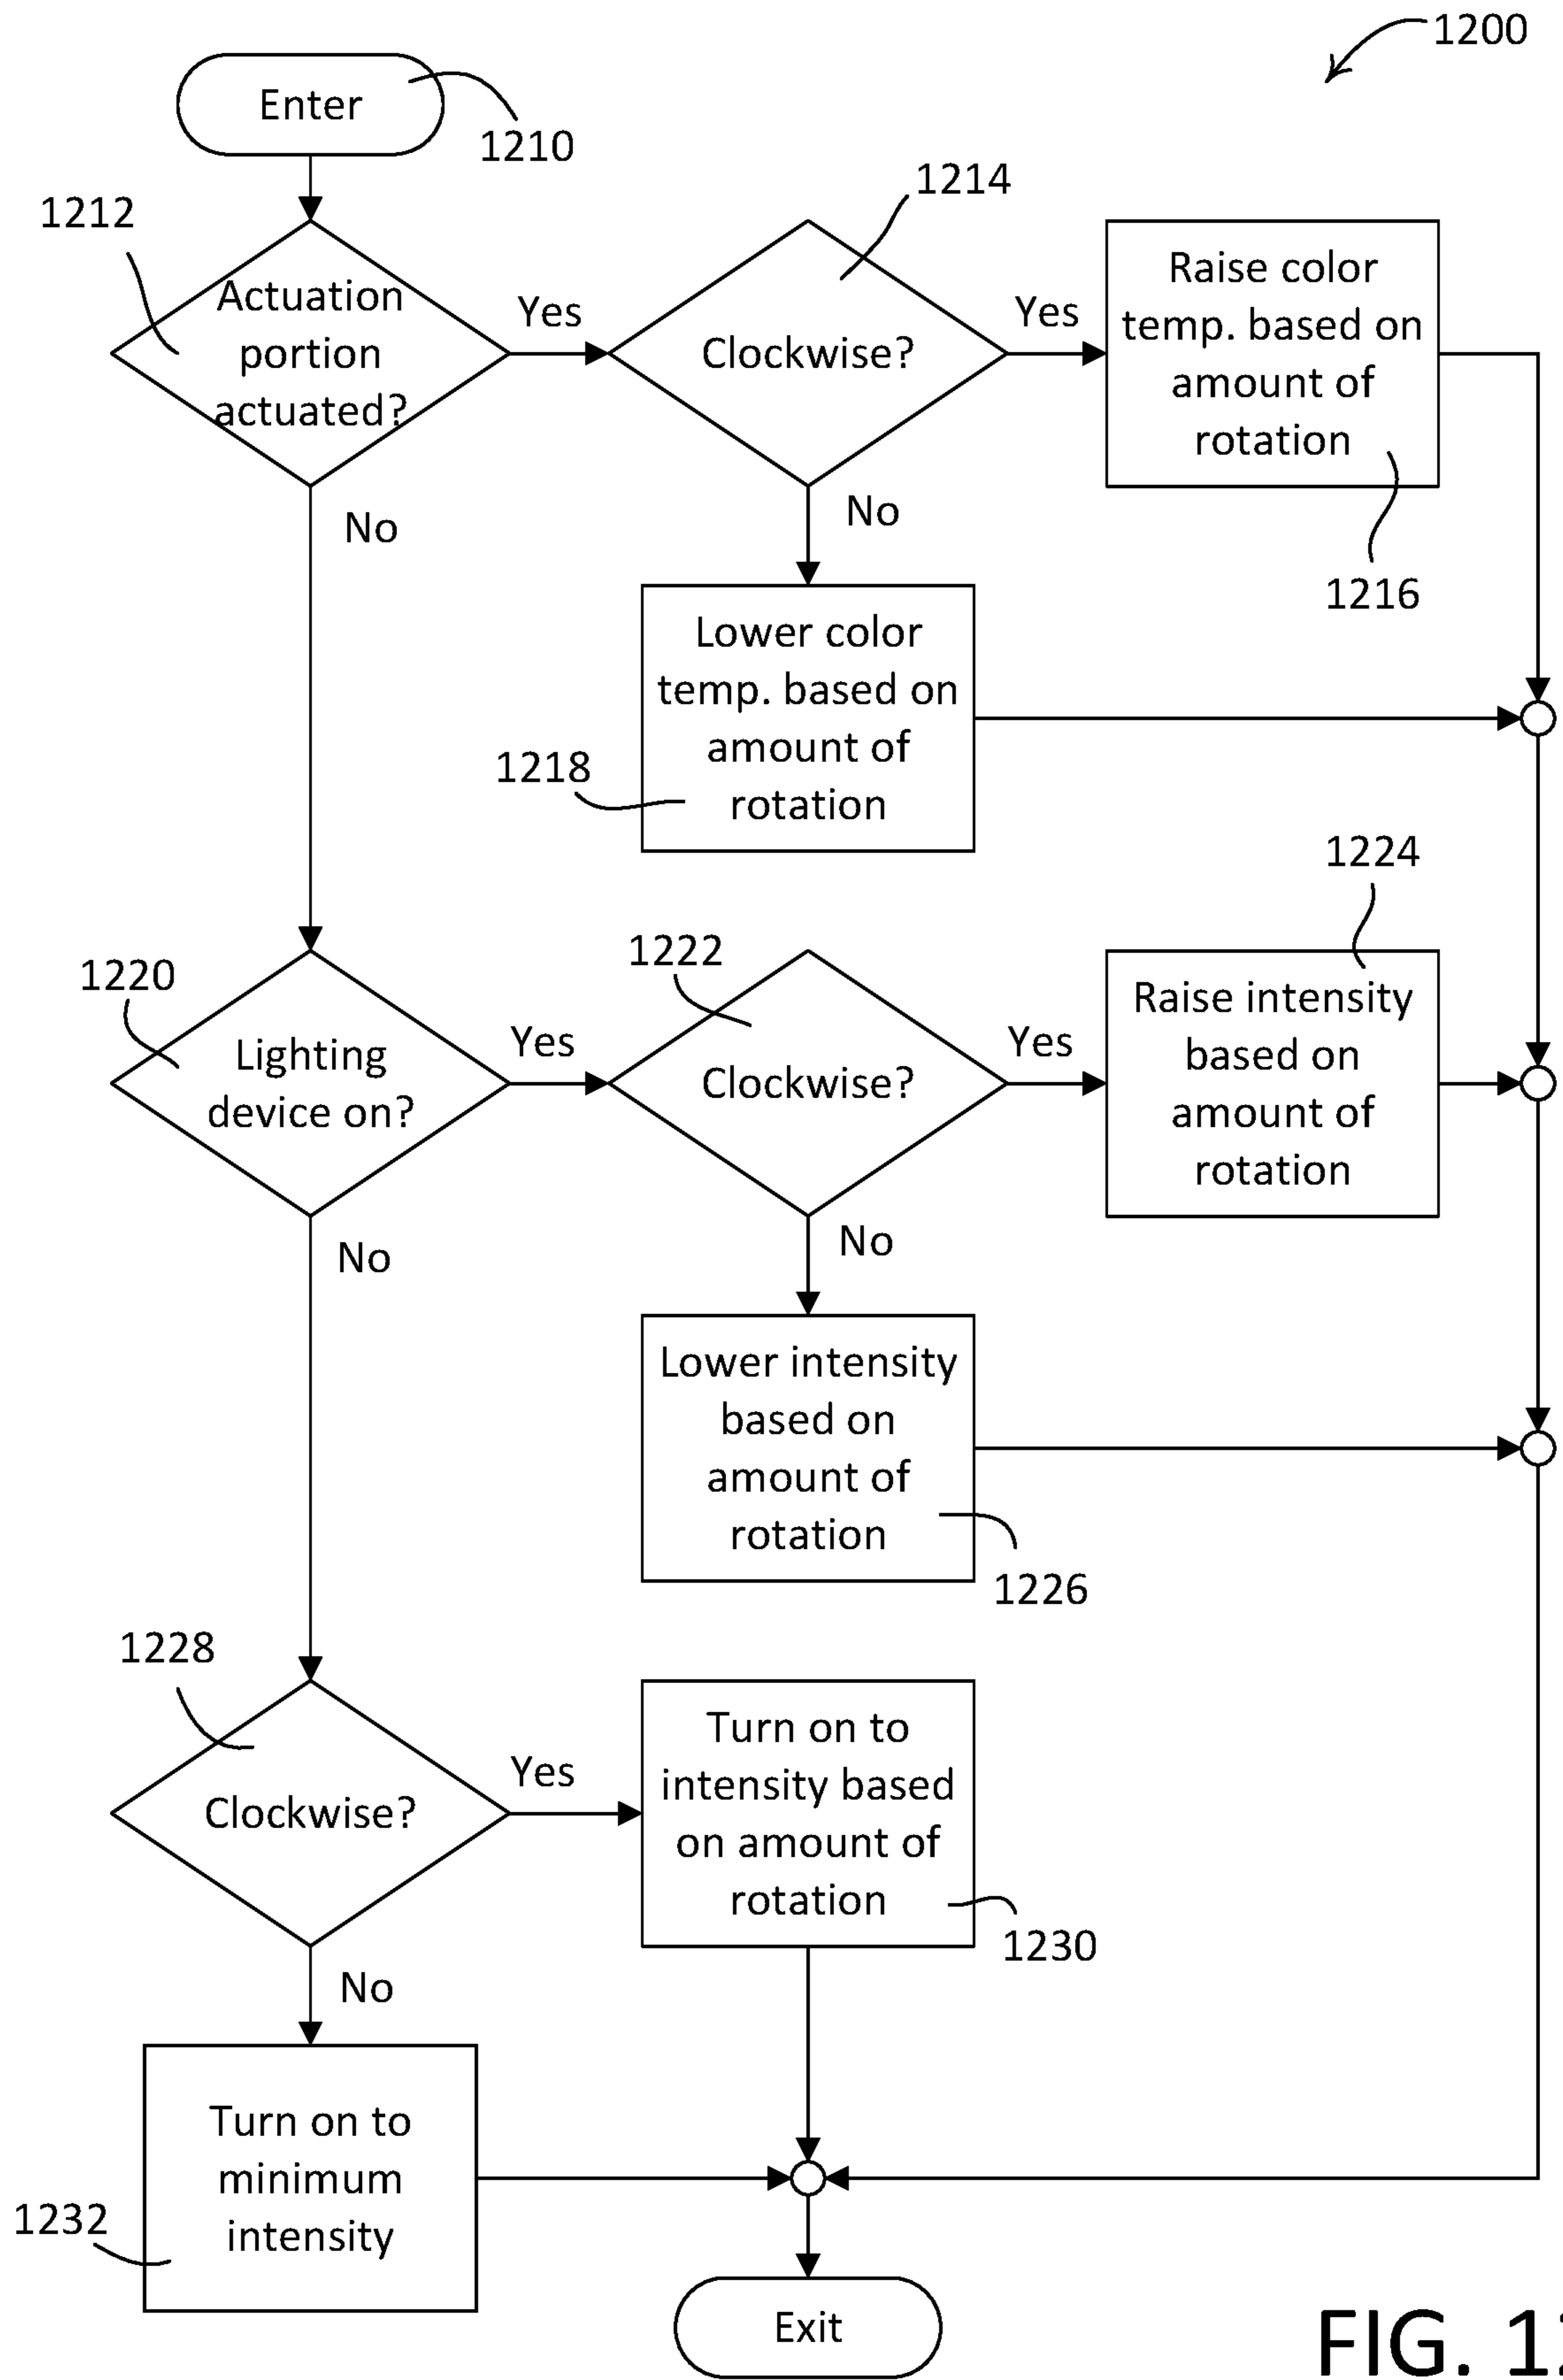 1200
Enter
1210
1212
1214
Actuation
portion
actuated?
Yes
Clockwise?
Yes
Raise color
temp. based on
amount of
rotation
1216
No
No
Lower color
temp. based on
amount of
rotation
1218
1220
Lighting
device on?
Yes
1222
Clockwise?
Yes
1224
Raise intensity
based on
amount of
rotation
No
No
Lower intensity
based on
amount of
rotation
1226
1228
Clockwise?
Yes
Turn on to
intensity based
on amount of
rotation
1230
No
Turn on to
minimum
intensity
1232
Exit
FIG. 1